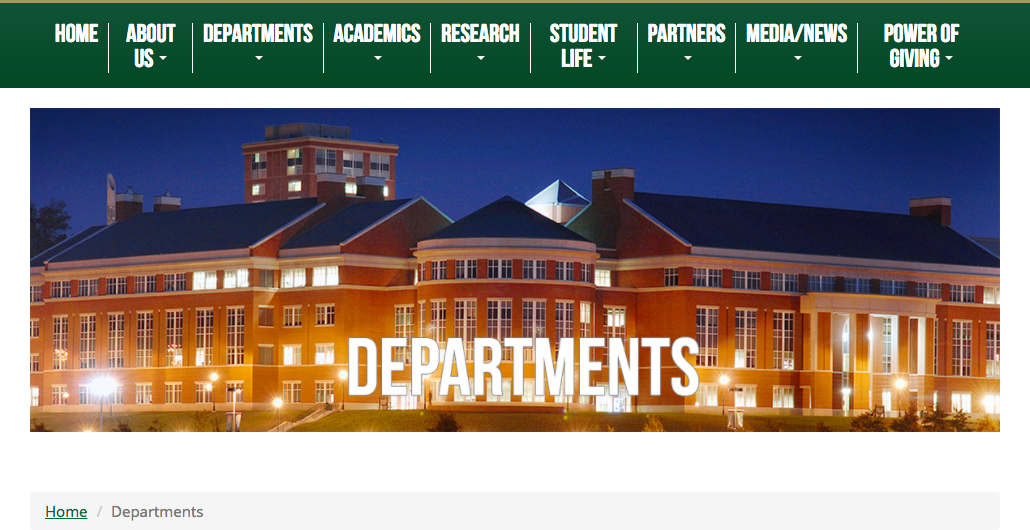 HOME
ABOUT US
DEPARTMENTS
ACADEMICS
RESEARCH
STUDENT LIFE
PARTNERS
MEDIA/NEWS
POWER OF GIVING
DEPARTMENTS
Home / Departments